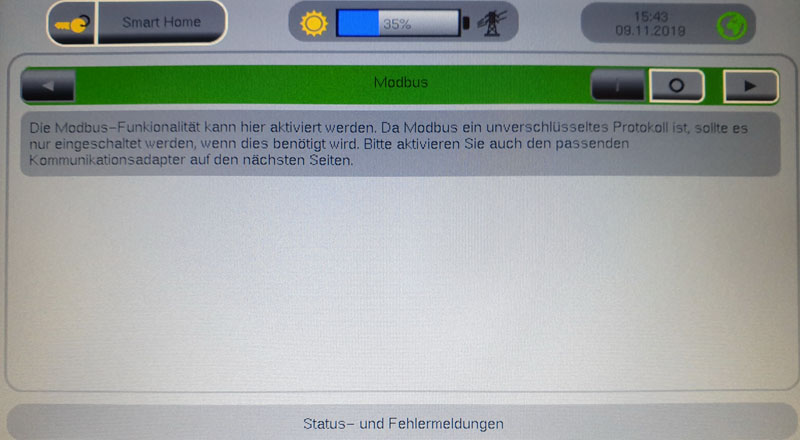 Smart Home
35%
15:43
09.11.2019
Modbus
I
O
Die Modbus-Funkionalität kann hier aktiviert werden. Da Modbus ein unverschlüsseltes Protokoll ist, sollte es
nur eingeschaltet werden, wenn dies benötigt wird. Bitte aktivieren Sie auch den passenden
Kommunikationsadapter auf den nächsten Seiten.
Status- und Fehlermeldungen